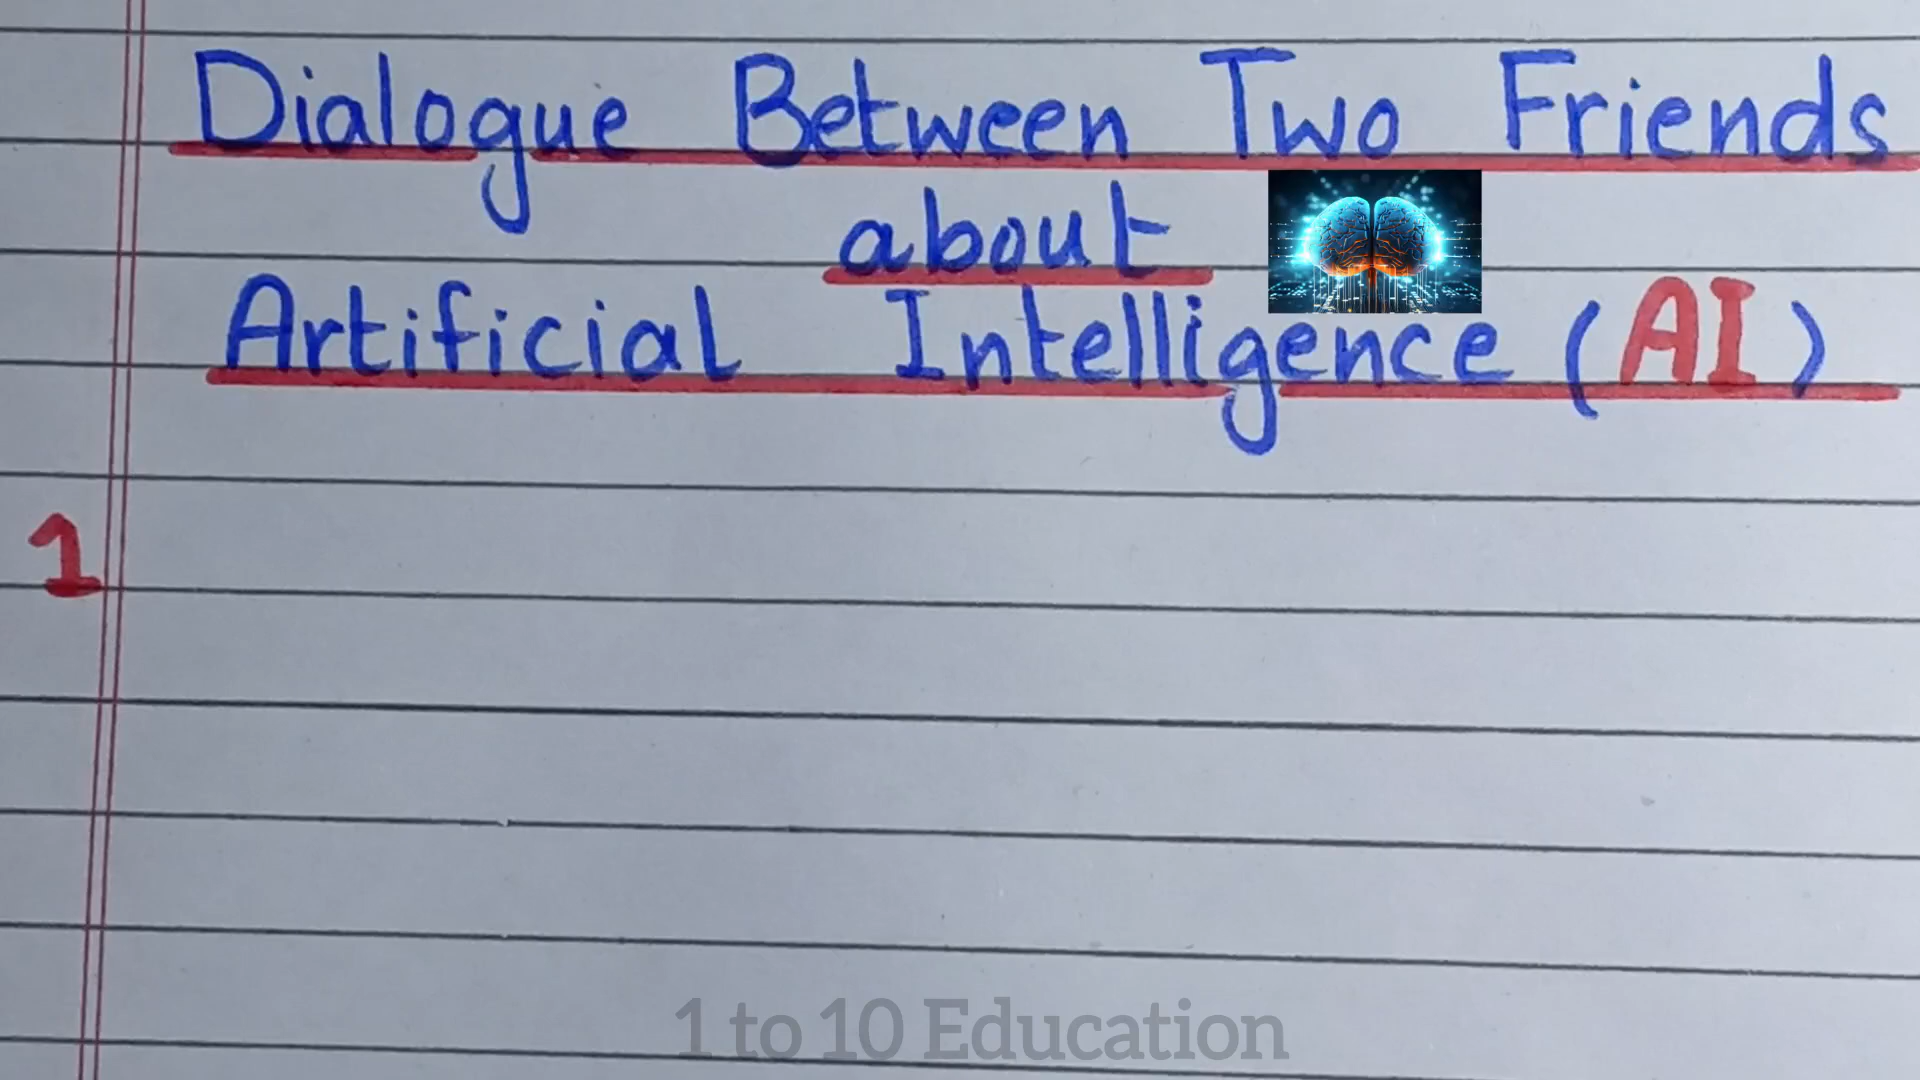 Dialogue Between Two Friends
about
Artificial Intelligence (AI)
1
1 to 10 Education